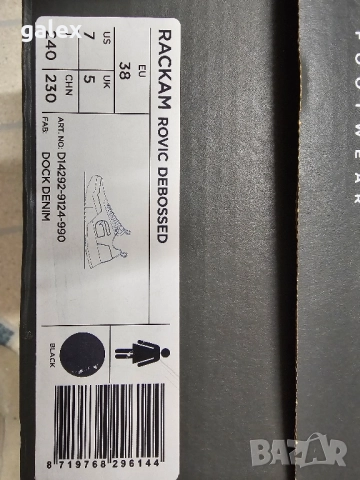 galex
RACKAM ROVIC DEBOSSED
EU
38
US
7
UK
5
240
CHN
230
ART. NO: D14292-9124-990
FAB: DOCK DENIM
BLACK
8 719768 296144
FOOTWEAR
BAZAR